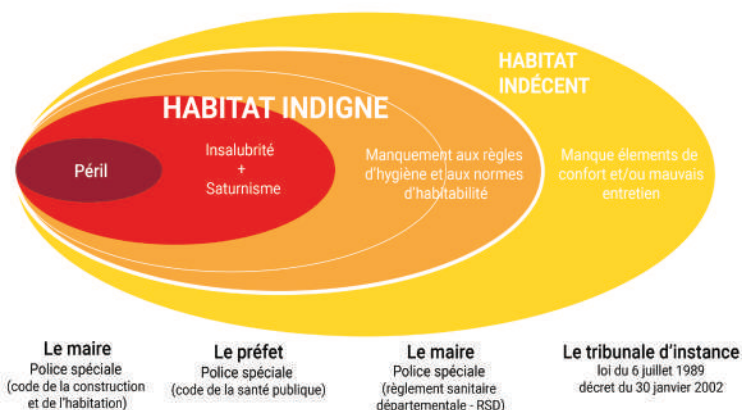 HABITAT
INDÉCENT
HABITAT INDIGNE
Péril
Insalubrité
+
Saturnisme
Manquement aux règles
d'hygiène et aux normes
d'habitabilité
Manque élements de
confort et/ou mauvais
entretien
Le maire
Police spéciale
(code de la construction
et de l'habitation)
Le préfet
Police spéciale
(code de la santé publique)
Le maire
Police spéciale
(règlement sanitaire
départementale - RSD)
Le tribunale d'instance
loi du 6 juillet 1989
décret du 30 janvier 2002